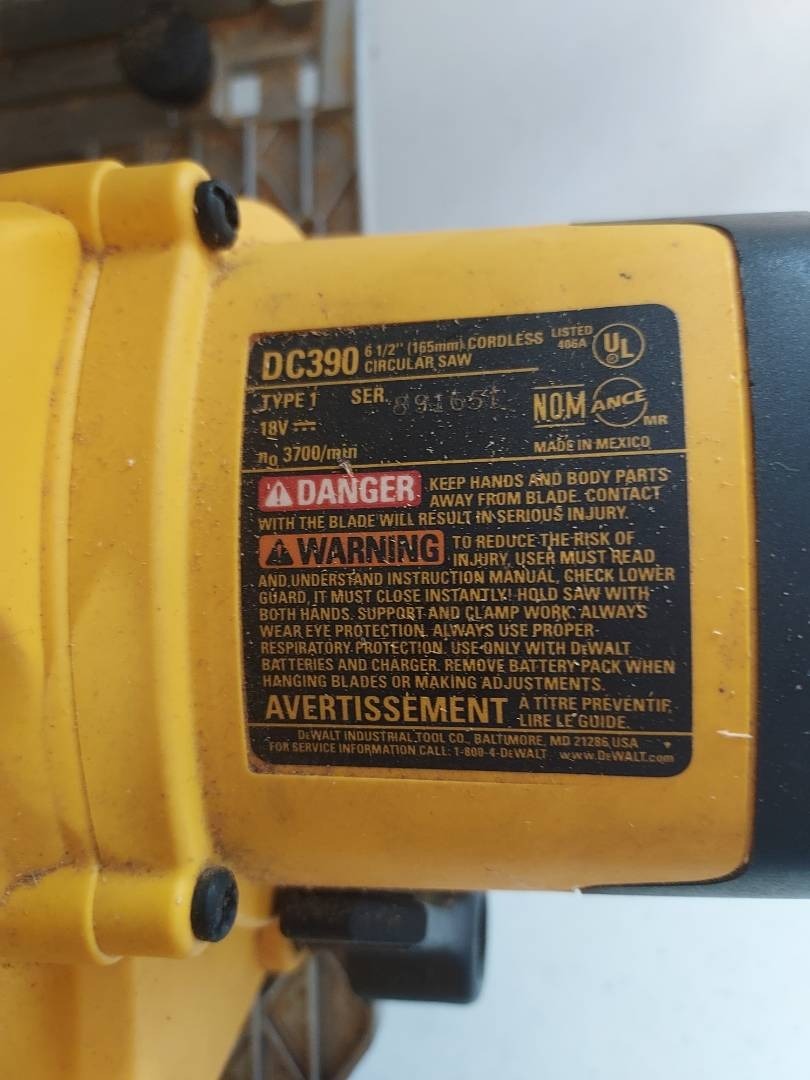 DC390 6 1/2" (165mm) CORDLESS CIRCULAR SAW
LISTED 406A UL
TYPE 1 SER. 891651
18V
NOM ANCE MR
n0 3700/min
MADE IN MEXICO
DANGER KEEP HANDS AND BODY PARTS
AWAY FROM BLADE. CONTACT
WITH THE BLADE WILL RESULT IN SERIOUS INJURY.
WARNING TO REDUCE THE RISK OF
INJURY, USER MUST READ
AND UNDERSTAND INSTRUCTION MANUAL, CHECK LOWER
GUARD, IT MUST CLOSE INSTANTLY! HOLD SAW WITH
BOTH HANDS. SUPPORT AND CLAMP WORK. ALWAYS
WEAR EYE PROTECTION. ALWAYS USE PROPER
RESPIRATORY PROTECTION. USE ONLY WITH DEWALT
BATTERIES AND CHARGER. REMOVE BATTERY PACK WHEN
HANGING BLADES OR MAKING ADJUSTMENTS.
AVERTISSEMENT À TITRE PRÉVENTIF,
LIRE LE GUIDE.
DEWALT INDUSTRIAL TOOL CO., BALTIMORE, MD 21286 USA
FOR SERVICE INFORMATION CALL: 1-800-4-DEWALT www.DEWALT.com